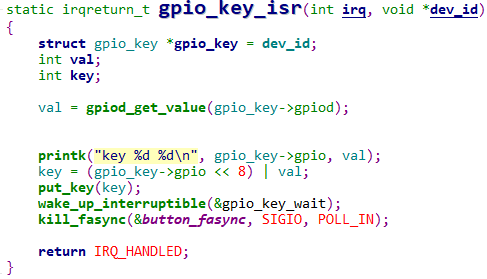 static irqreturn_t gpio_key_isr(int irq, void *dev_id)
{
struct gpio_key *gpio_key = dev_id;
int val;
int key;
val = gpiod_get_value(gpio_key->gpiod);
printk("key %d %d\n", gpio_key->gpio, val);
key = (gpio_key->gpio << 8) | val;
put_key(key);
wake_up_interruptible(&gpio_key_wait);
kill_fasync(&button_fasync, SIGIO, POLL_IN);
return IRQ_HANDLED;
}